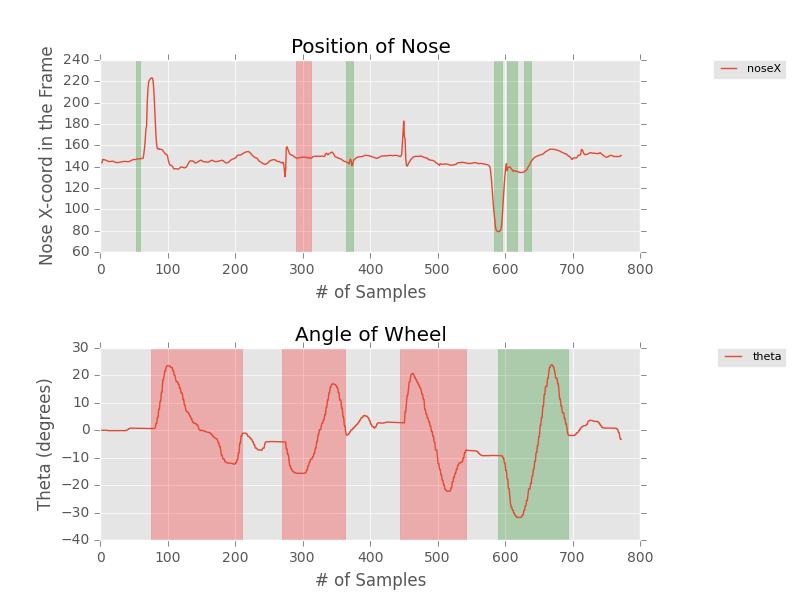 Position of Nose
240
220
200
180
160
140
120
100
80
60
Nose X-coord in the Frame
0 100 200 300 400 500 600 700 800
# of Samples
noseX
Angle of Wheel
30
20
10
0
−10
−20
−30
−40
Theta (degrees)
0 100 200 300 400 500 600 700 800
# of Samples
theta